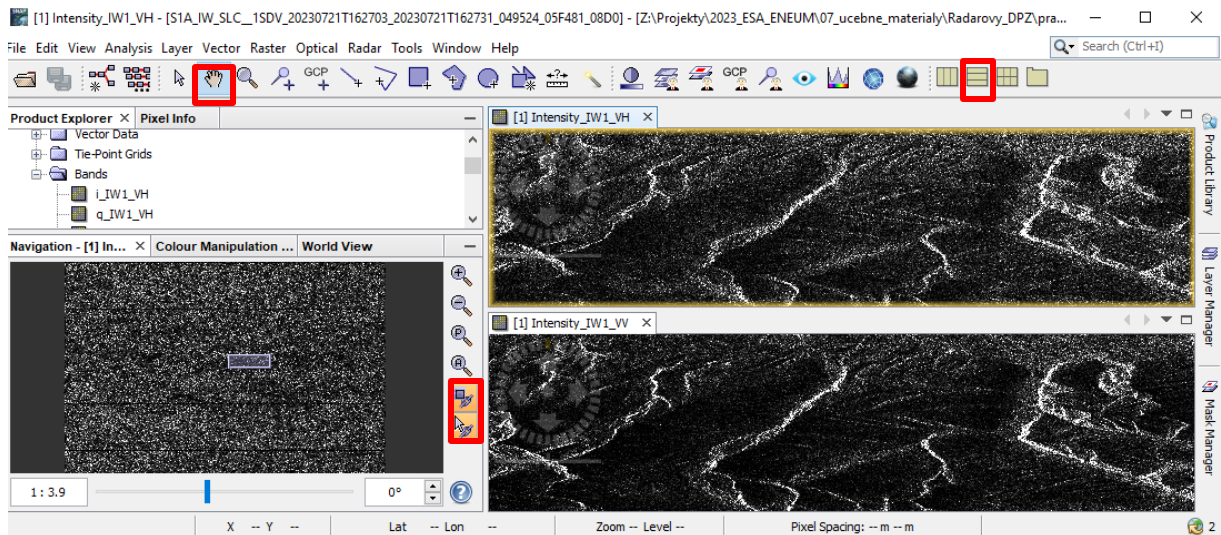 [1] Intensity_IW1_VH - [S1A_IW_SLC__1SDV_20230721T162703_20230721T162731_049524_05F481_08D0] - [Z:\Projekty\2023_ESA_ENEUM\07_ucebne_materialy\Radarovy_DPZ\pra...
File Edit View Analysis Layer Vector Raster Optical Radar Tools Window Help
Search (Ctrl+I)
GCP
GCP
Product Explorer Pixel Info
[1] Intensity_IW1_VH
Vector Data
Tie-Point Grids
Bands
i_IW1_VH
q_IW1_VH
Product Library
Layer Manager
Mask Manager
Navigation - [1] In... Colour Manipulation ... World View
[1] Intensity_IW1_VV
1 : 3.9
0°
X -- Y -- Lat -- Lon -- Zoom -- Level -- Pixel Spacing: -- m -- m 2